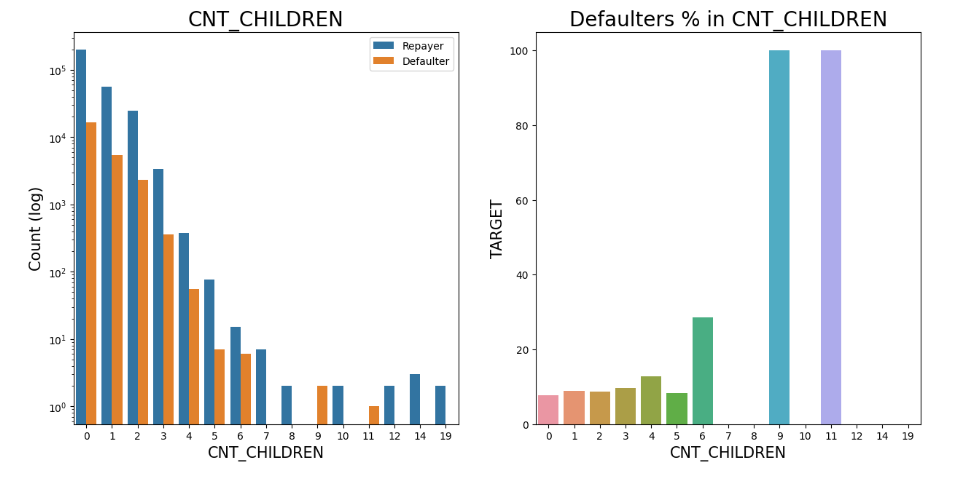 CNT_CHILDREN
Repayer
Defaulter
10⁵
10⁴
10³
10²
10¹
10⁰
Count (log)
0 1 2 3 4 5 6 7 8 9 10 11 12 14 19
CNT_CHILDREN
Defaulters % in CNT_CHILDREN
100
80
60
40
20
0
TARGET
0 1 2 3 4 5 6 7 8 9 10 11 12 14 19
CNT_CHILDREN